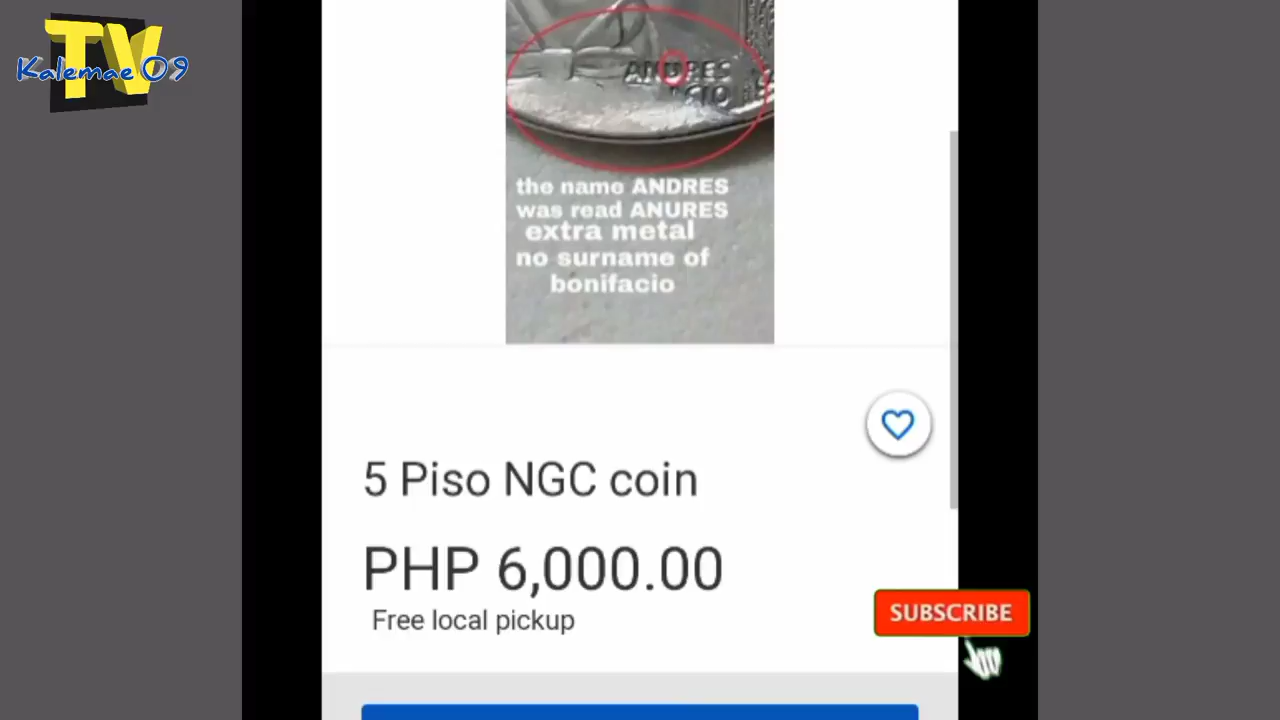 TV
Kalemae 09
ANDRES
CIO
the name ANDRES
was read ANURES
extra metal
no surname of
bonifacio
5 Piso NGC coin
PHP 6,000.00
Free local pickup
SUBSCRIBE